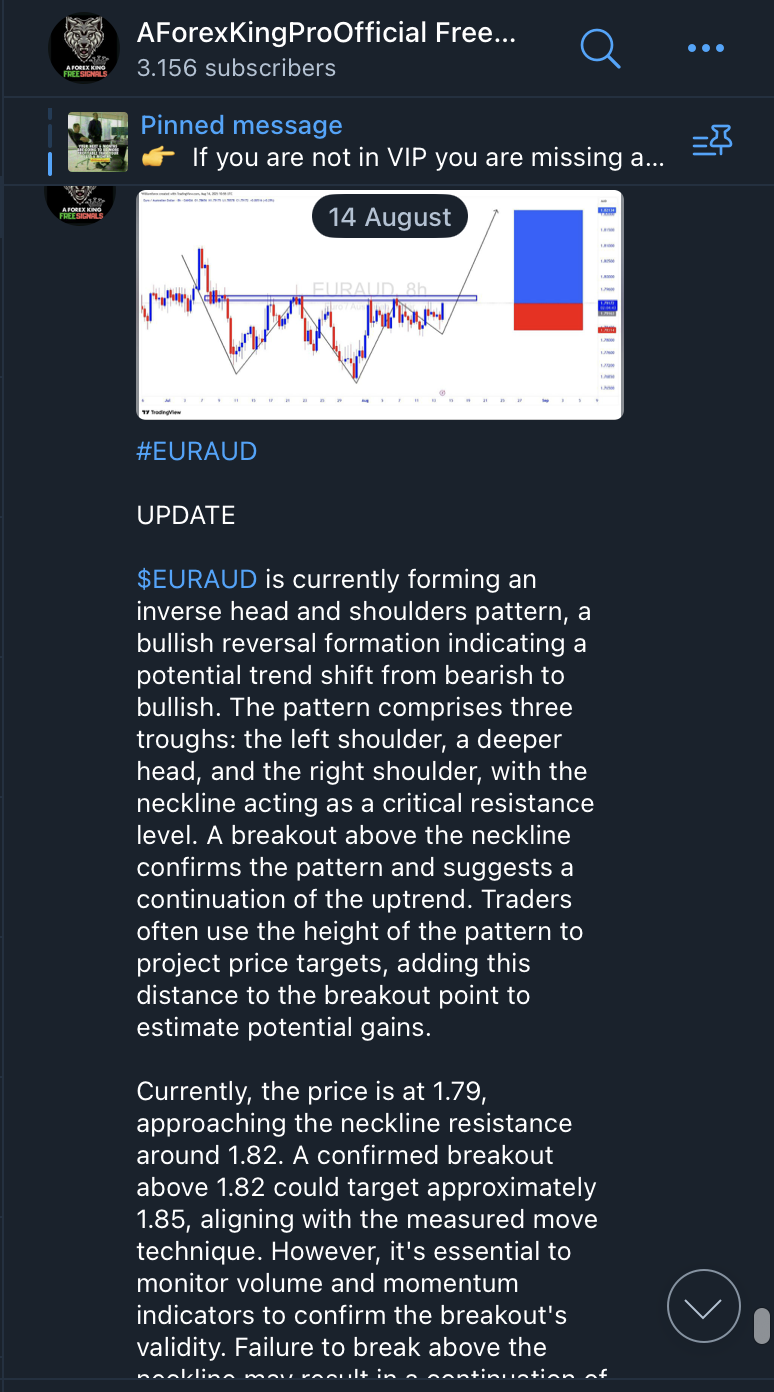 AForexKingProOfficial Free...
3.156 subscribers
Pinned message
👉 If you are not in VIP you are missing a...
A FOREX KING
FREESIGNALS
14 August
EURAUD, 8h
TradingView
#EURAUD
UPDATE
$EURAUD is currently forming an
inverse head and shoulders pattern, a
bullish reversal formation indicating a
potential trend shift from bearish to
bullish. The pattern comprises three
troughs: the left shoulder, a deeper
head, and the right shoulder, with the
neckline acting as a critical resistance
level. A breakout above the neckline
confirms the pattern and suggests a
continuation of the uptrend. Traders
often use the height of the pattern to
project price targets, adding this
distance to the breakout point to
estimate potential gains.
Currently, the price is at 1.79,
approaching the neckline resistance
around 1.82. A confirmed breakout
above 1.82 could target approximately
1.85, aligning with the measured move
technique. However, it's essential to
monitor volume and momentum
indicators to confirm the breakout's
validity. Failure to break above the
neckline may result in a continuation of